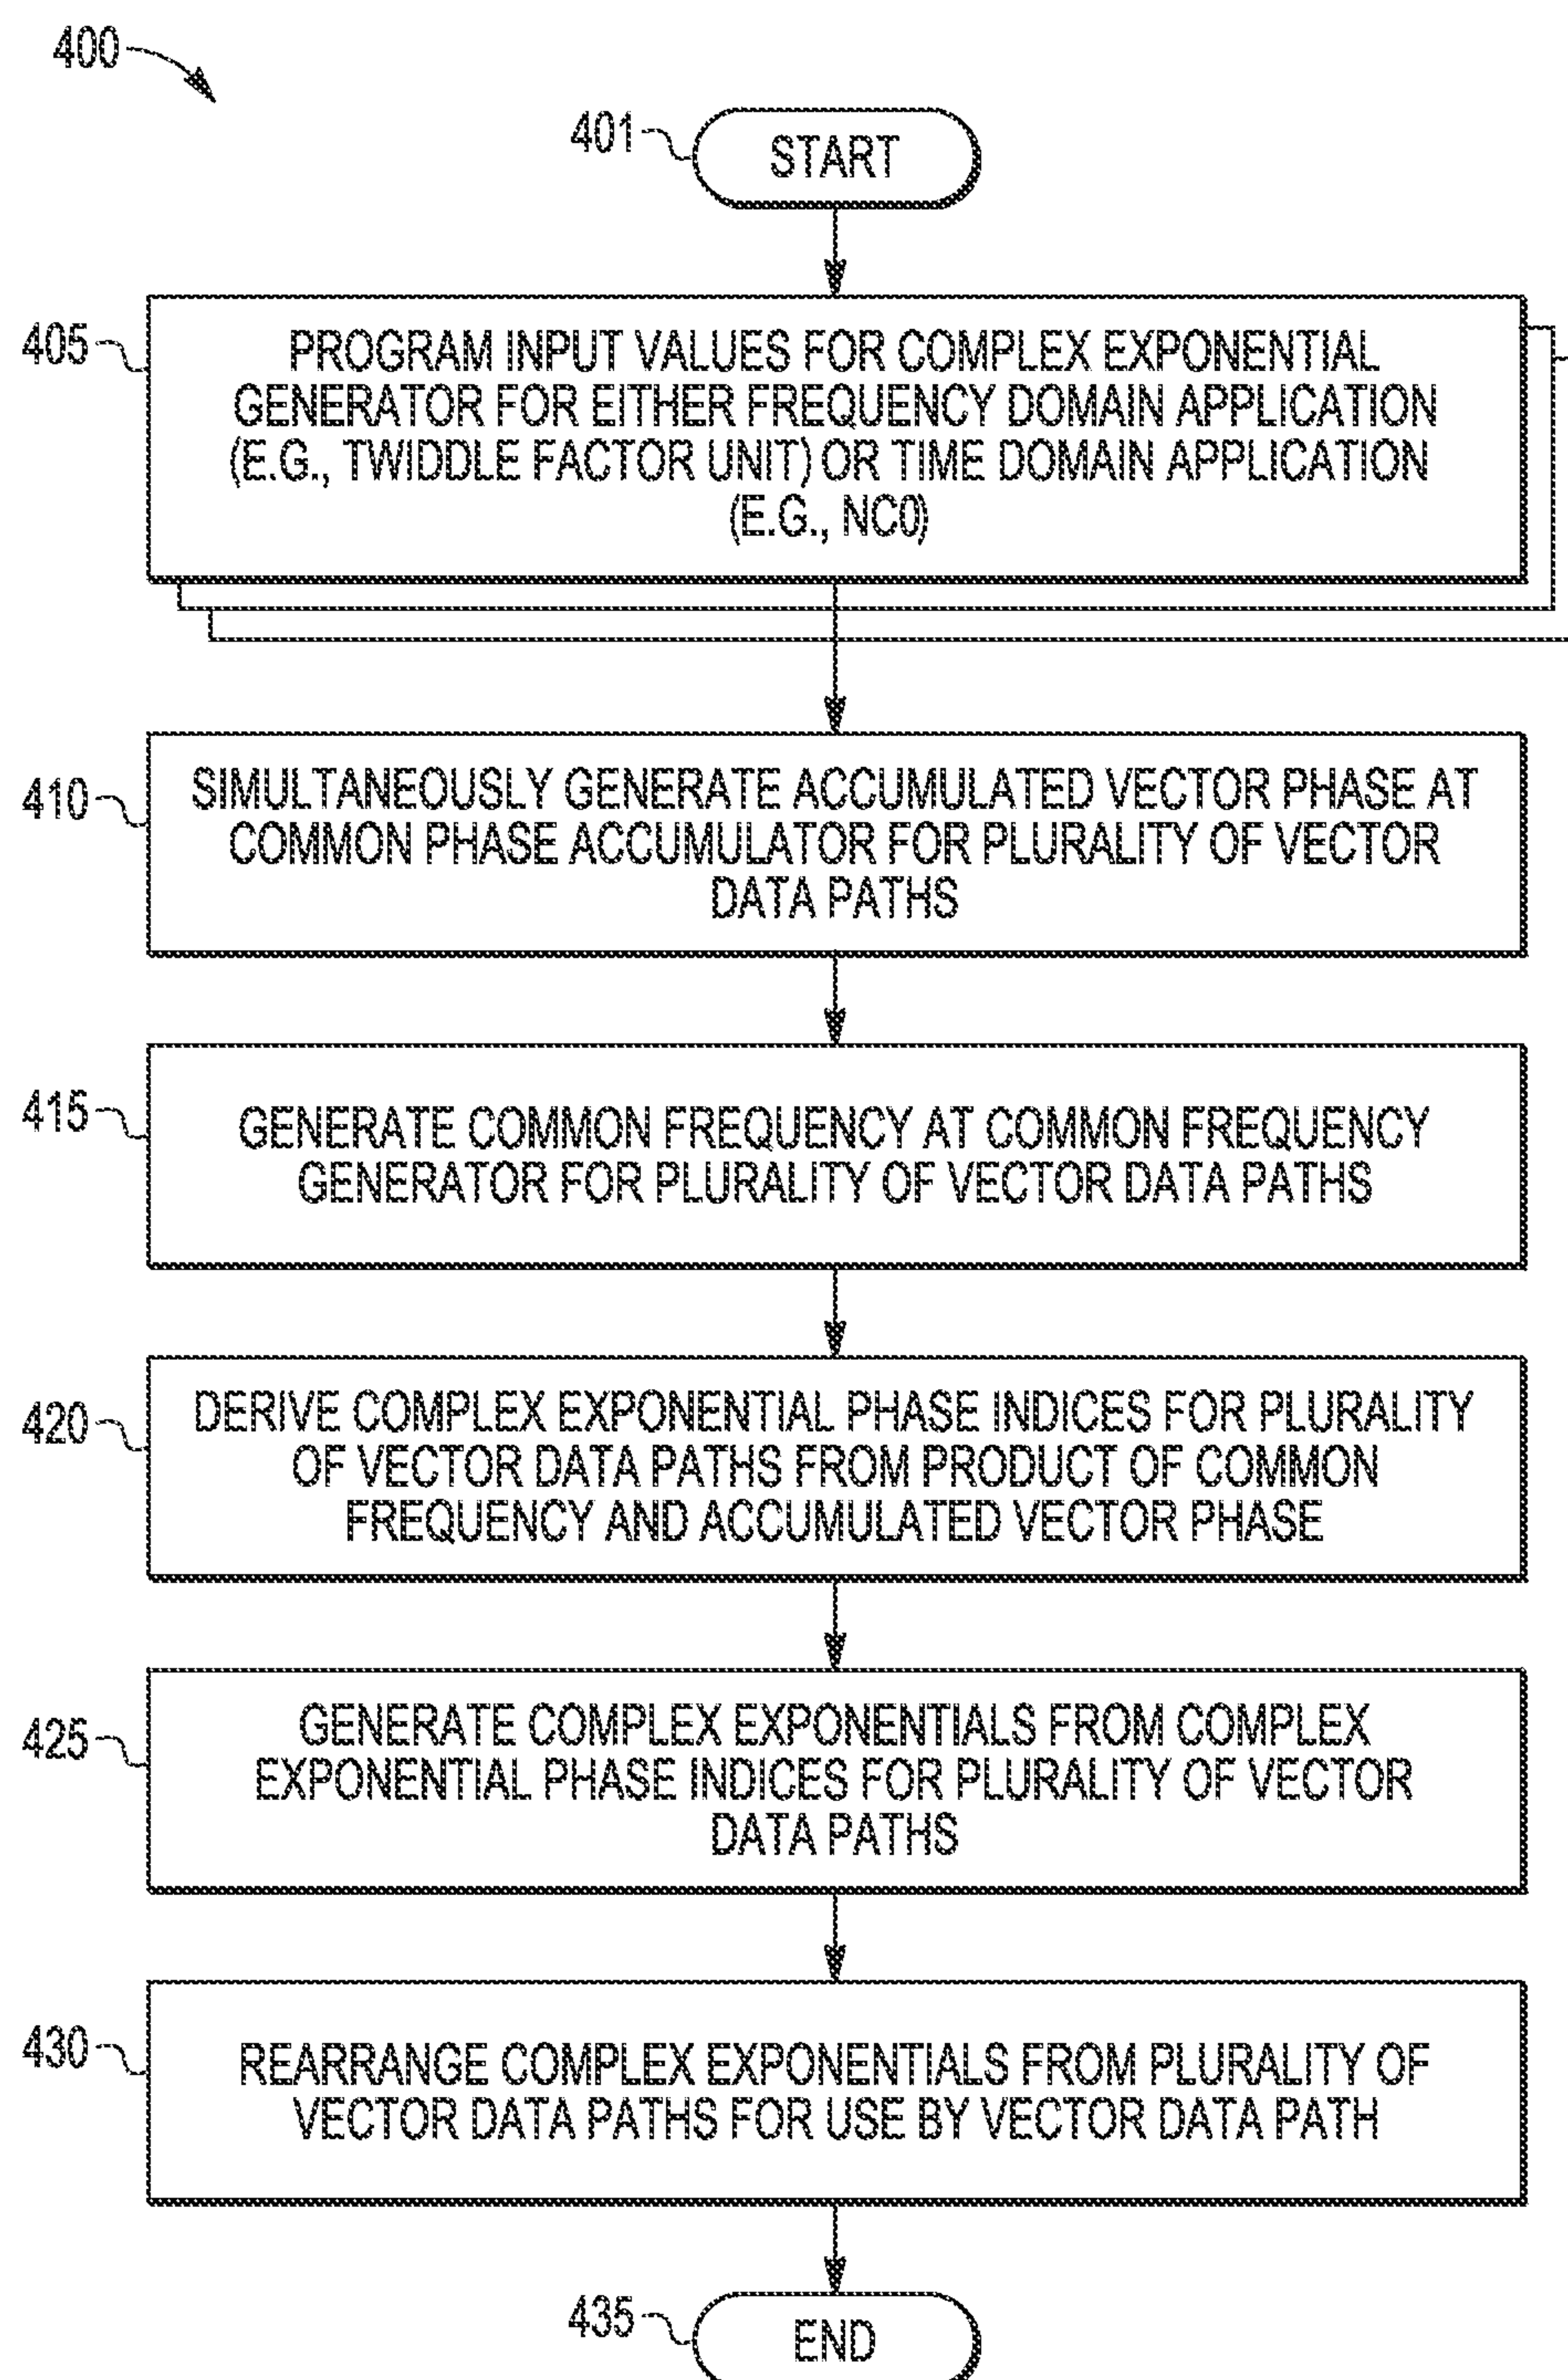 400
401
START
405
PROGRAM INPUT VALUES FOR COMPLEX EXPONENTIAL
GENERATOR FOR EITHER FREQUENCY DOMAIN APPLICATION
(E.G., TWIDDLE FACTOR UNIT) OR TIME DOMAIN APPLICATION
(E.G., NC0)
410
SIMULTANEOUSLY GENERATE ACCUMULATED VECTOR PHASE AT
COMMON PHASE ACCUMULATOR FOR PLURALITY OF VECTOR
DATA PATHS
415
GENERATE COMMON FREQUENCY AT COMMON FREQUENCY
GENERATOR FOR PLURALITY OF VECTOR DATA PATHS
420
DERIVE COMPLEX EXPONENTIAL PHASE INDICES FOR PLURALITY
OF VECTOR DATA PATHS FROM PRODUCT OF COMMON
FREQUENCY AND ACCUMULATED VECTOR PHASE
425
GENERATE COMPLEX EXPONENTIALS FROM COMPLEX
EXPONENTIAL PHASE INDICES FOR PLURALITY OF VECTOR
DATA PATHS
430
REARRANGE COMPLEX EXPONENTIALS FROM PLURALITY OF
VECTOR DATA PATHS FOR USE BY VECTOR DATA PATH
435
END